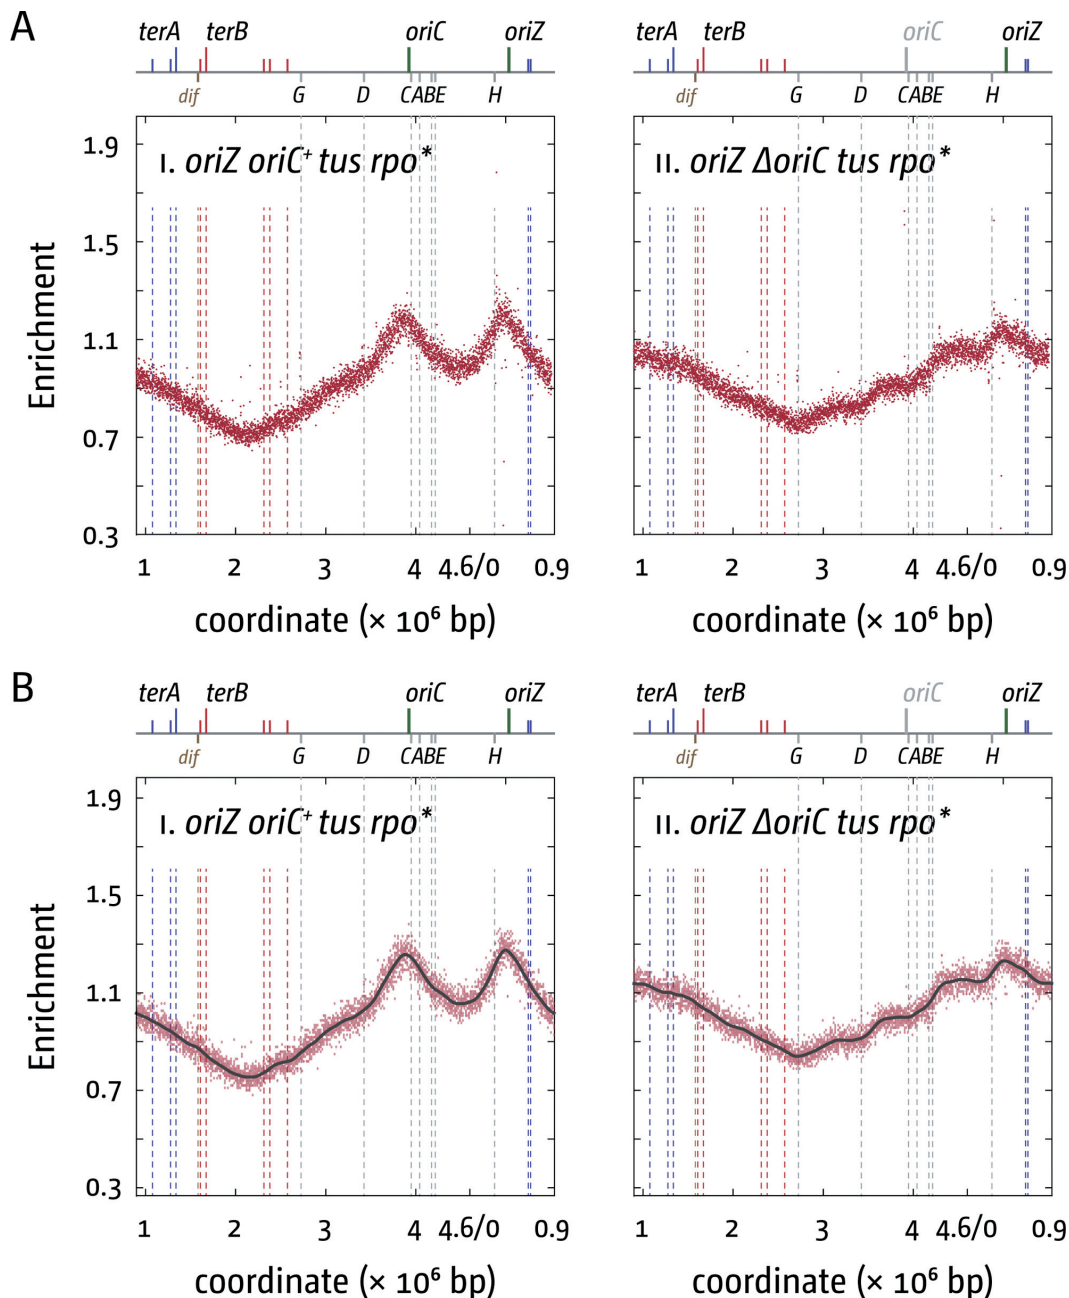 A
terA terB oriC oriZ
dif G D CABE H
I. oriZ oriC⁺ tus rpo*
Enrichment
1.9
1.5
1.1
0.7
0.3
1 2 3 4 4.6/0 0.9
coordinate (× 10⁶ bp)
terA terB oriC oriZ
dif G D CABE H
II. oriZ ΔoriC tus rpo*
1 2 3 4 4.6/0 0.9
coordinate (× 10⁶ bp)
B
terA terB oriC oriZ
dif G D CABE H
I. oriZ oriC⁺ tus rpo*
Enrichment
1.9
1.5
1.1
0.7
0.3
1 2 3 4 4.6/0 0.9
coordinate (× 10⁶ bp)
terA terB oriC oriZ
dif G D CABE H
II. oriZ ΔoriC tus rpo*
1 2 3 4 4.6/0 0.9
coordinate (× 10⁶ bp)